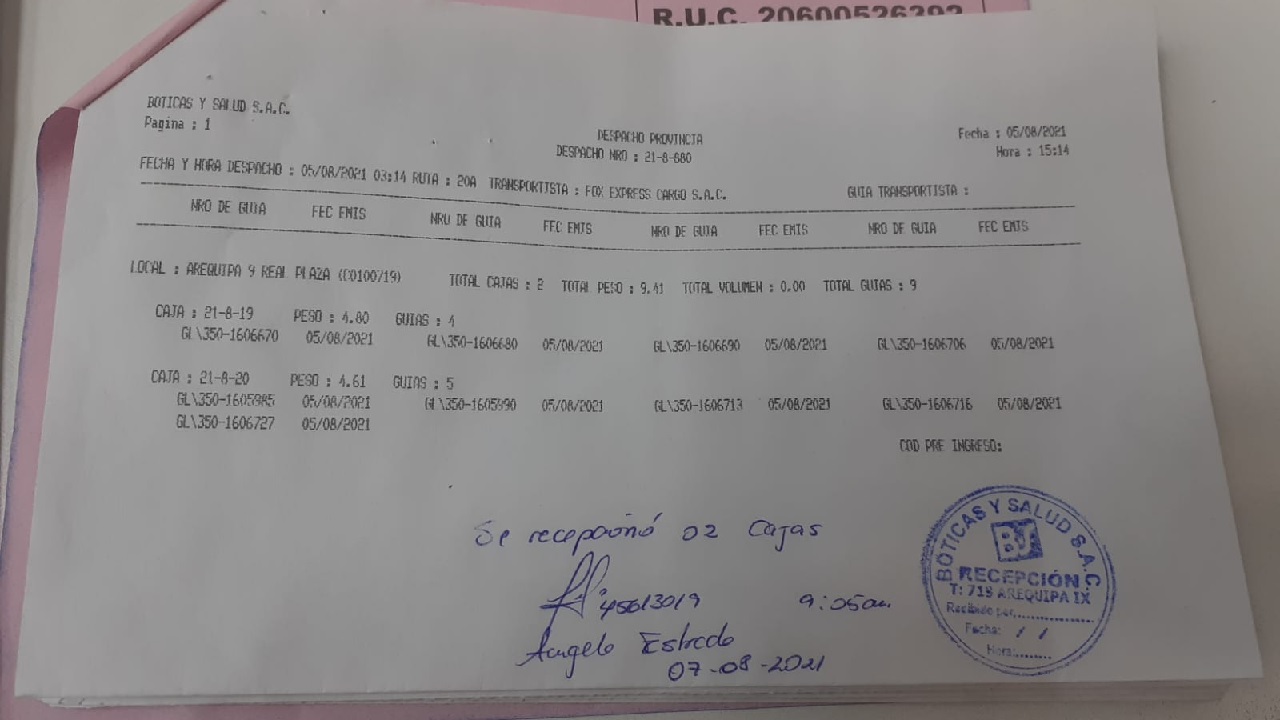 R.U.C. 20600526392
BOTICAS Y SALUD S.A.C.
Pagina : 1
DESPACHO PROVINCIA
DESPACHO NRO : 21-8-680
Fecha : 05/08/2021
Hora : 15:14
FECHA Y HORA DESPACHO : 05/08/2021 03:14 RUTA : 20A TRANSPORTISTA : FOX EXPRESS CARGO S.A.C. GUIA TRANSPORTISTA :
NRO DE GUIA FEC EMIS NRO DE GUIA FEC EMIS NRO DE GUIA FEC EMIS NRO DE GUIA FEC EMIS
LOCAL : AREQUIPA 9 REAL PLAZA (C0100719) TOTAL CAJAS : 2 TOTAL PESO : 9.41 TOTAL VOLUMEN : 0.00 TOTAL GUIAS : 9
CAJA : 21-8-19 PESO : 4.80 GUIAS : 4
GL\350-1606670 05/08/2021 GL\350-1606680 05/08/2021 GL\350-1606690 05/08/2021 GL\350-1606706 05/08/2021
CAJA : 21-8-20 PESO : 4.61 GUIAS : 5
GL\350-1605985 05/08/2021 GL\350-1605990 05/08/2021 GL\350-1606713 05/08/2021 GL\350-1606716 05/08/2021
GL\350-1606727 05/08/2021
COD PRE INGRESO:
Se recepcionó 02 Cajas
45613019 9:05am
Angelo Estrada
07-08-2021
BOTICAS Y SALUD S.A.C.
BS
RECEPCIÓN
T: 719 AREQUIPA IX
Recibido por:
Fecha: / /
Hora: